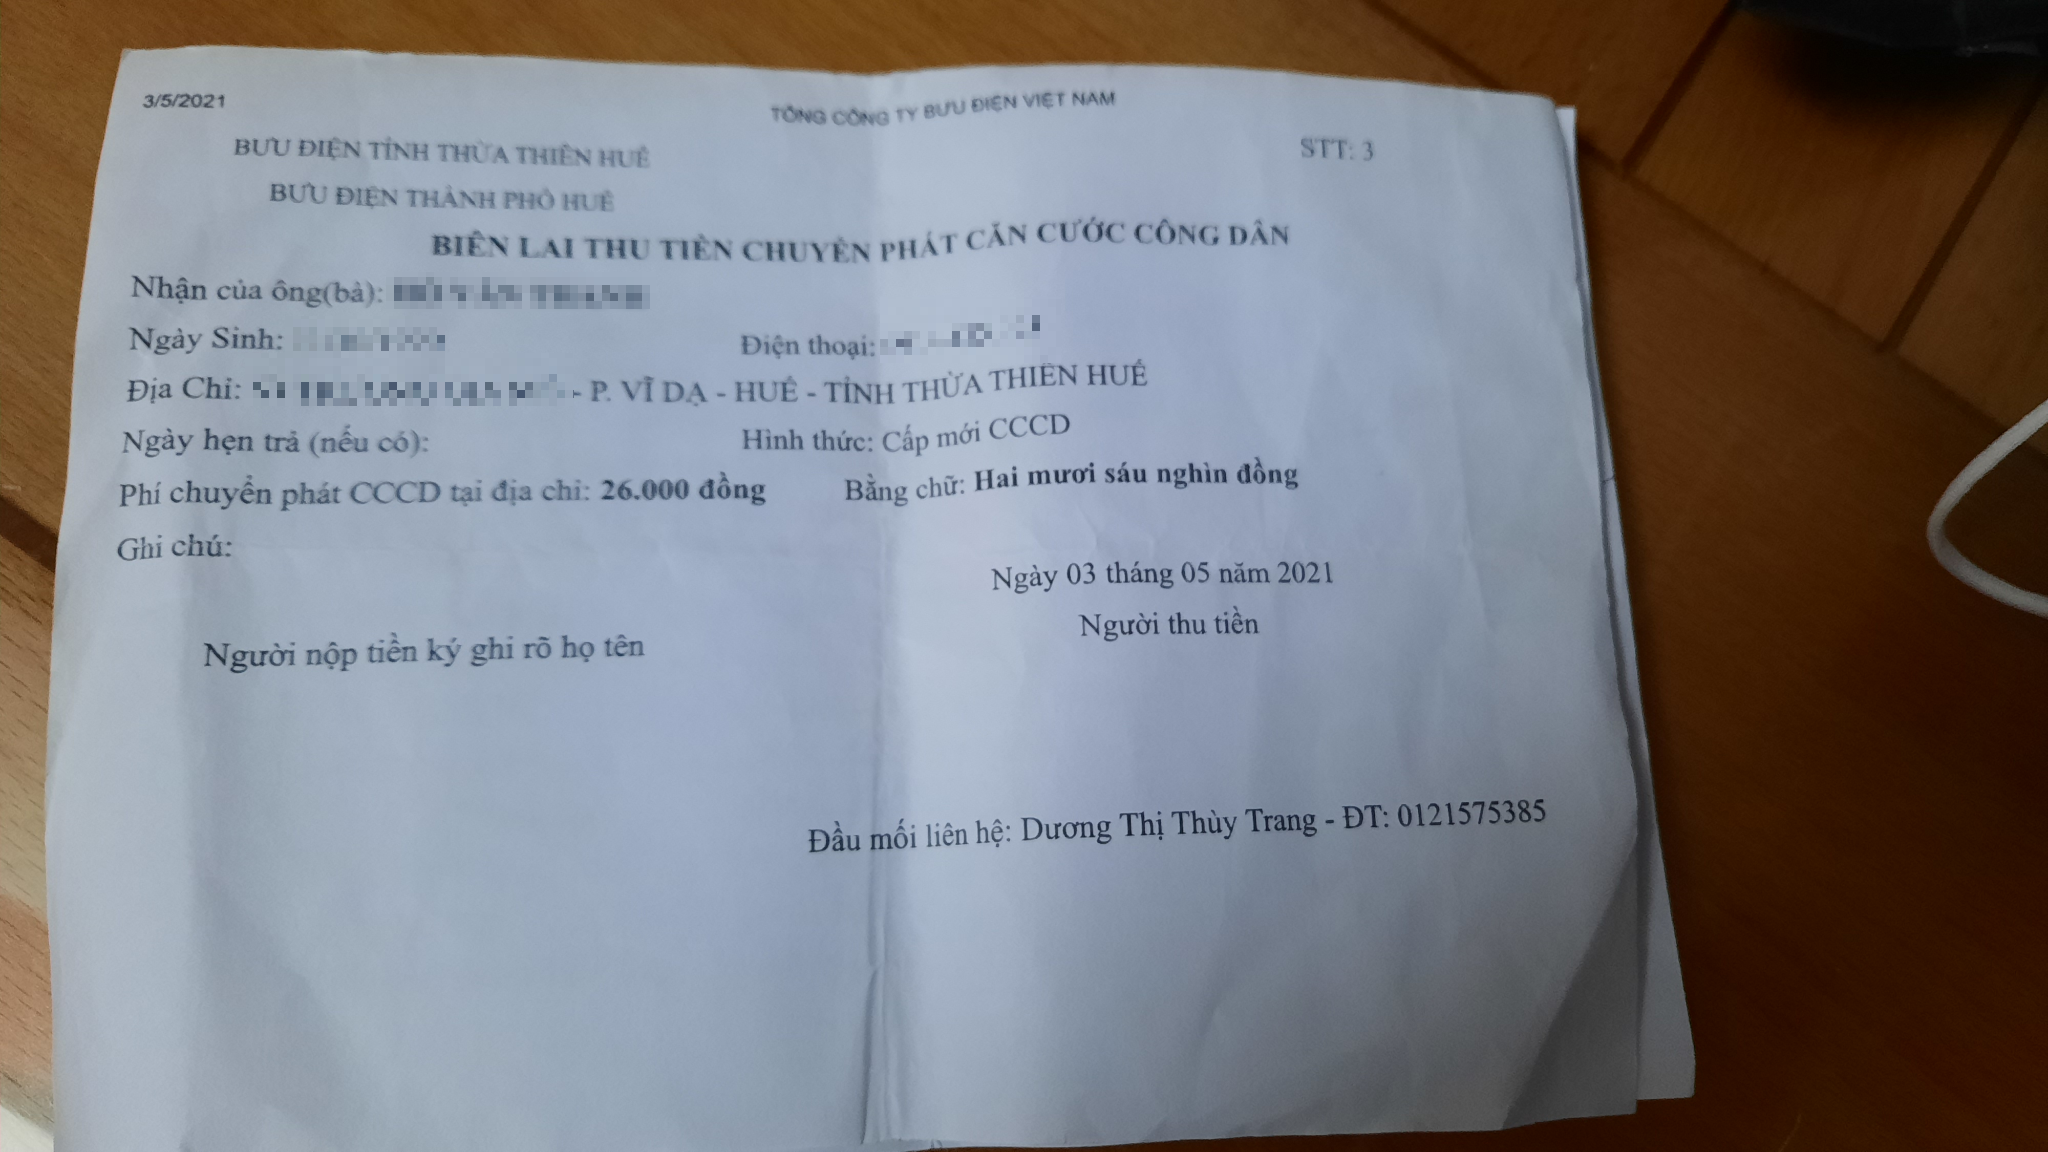 3/5/2021
TỔNG CÔNG TY BƯU ĐIỆN VIỆT NAM
BƯU ĐIỆN TỈNH THỪA THIÊN HUẾ
STT: 3
BƯU ĐIỆN THÀNH PHỐ HUẾ
BIÊN LAI THU TIỀN CHUYỂN PHÁT CĂN CƯỚC CÔNG DÂN
Nhận của ông(bà):
Ngày Sinh: Điện thoại:
Địa Chỉ: - P. VĨ DẠ - HUẾ - TỈNH THỪA THIÊN HUẾ
Ngày hẹn trả (nếu có): Hình thức: Cấp mới CCCD
Phí chuyển phát CCCD tại địa chỉ: 26.000 đồng Bằng chữ: Hai mươi sáu nghìn đồng
Ghi chú:
Ngày 03 tháng 05 năm 2021
Người thu tiền
Người nộp tiền ký ghi rõ họ tên
Đầu mối liên hệ: Dương Thị Thùy Trang - ĐT: 0121575385